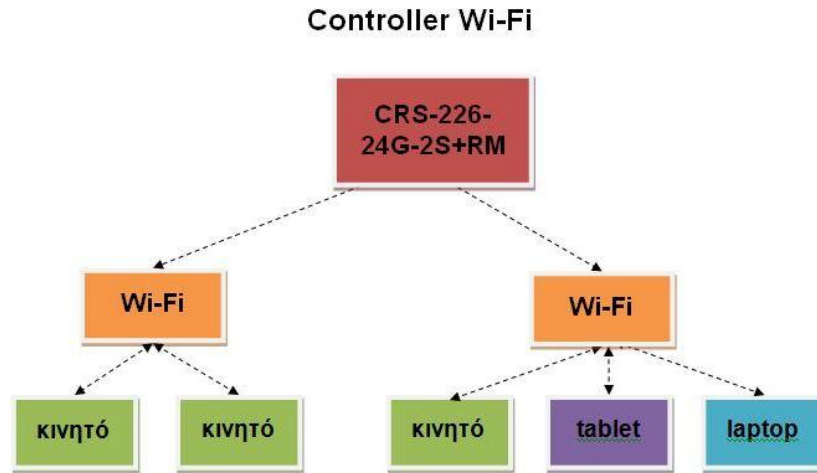 Controller Wi-Fi
CRS-226-
24G-2S+RM
Wi-Fi
Wi-Fi
κινητό
κινητό
κινητό
tablet
laptop